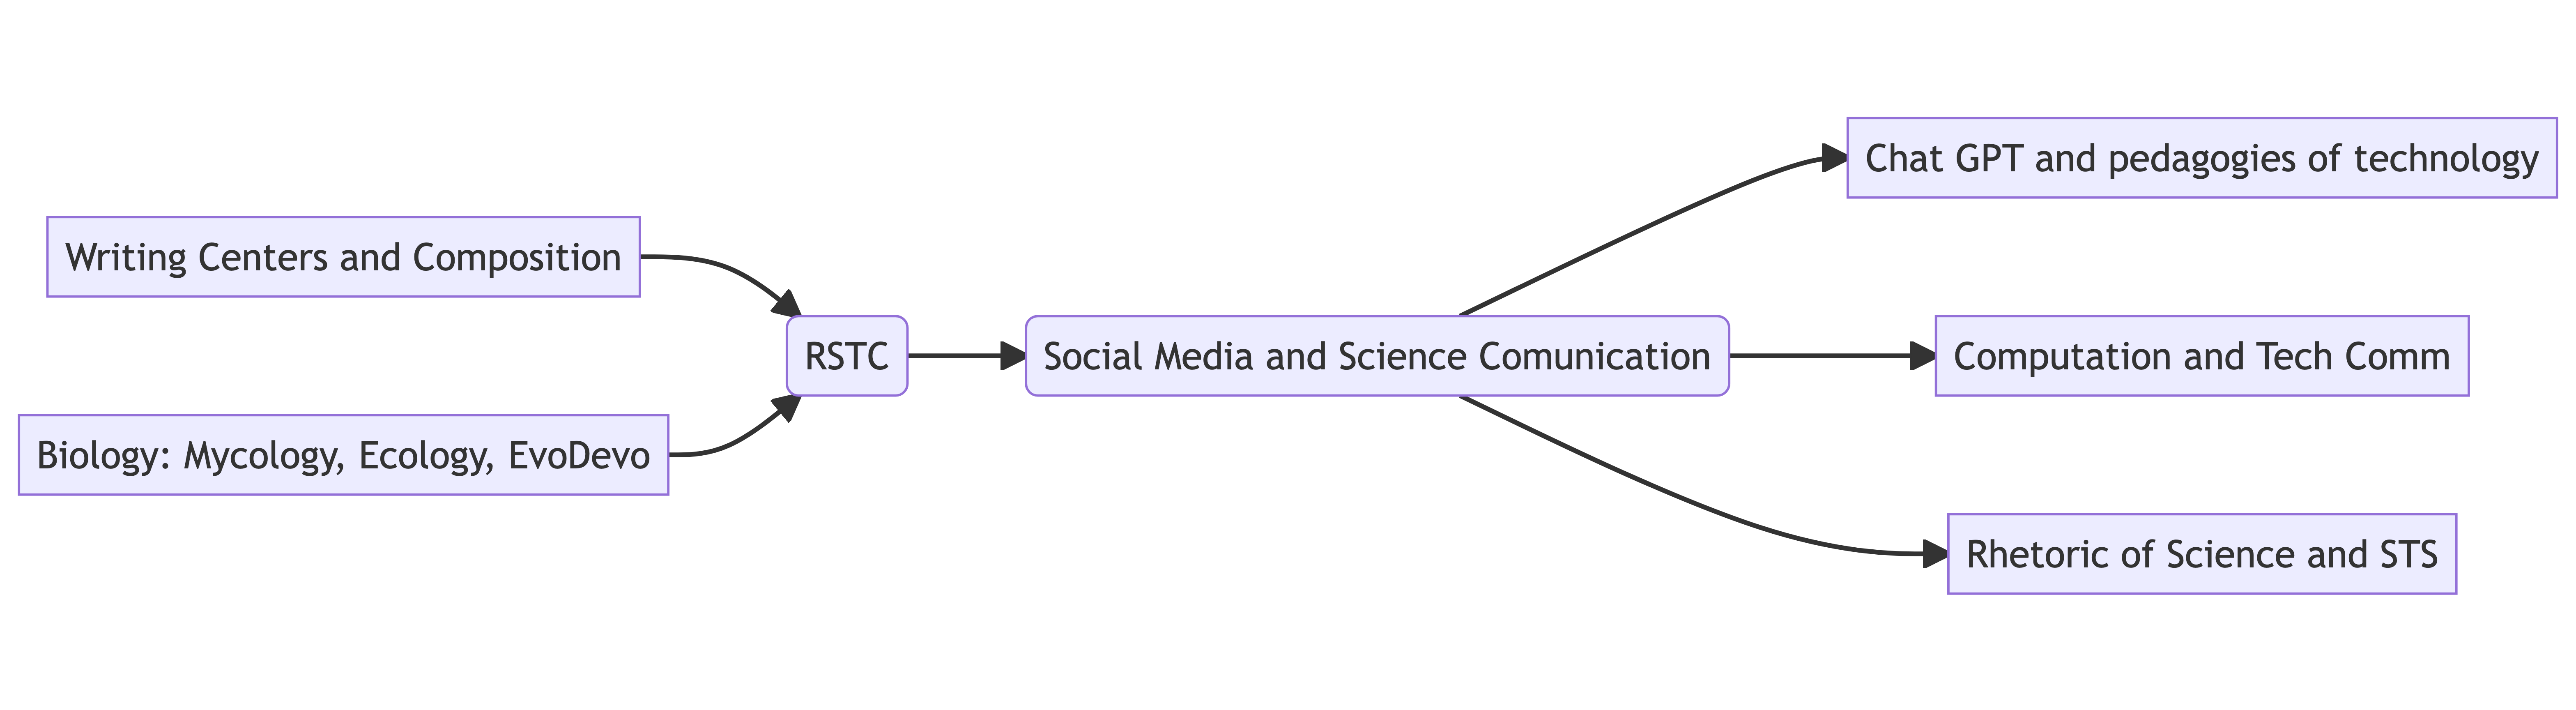 Writing Centers and Composition
Biology: Mycology, Ecology, EvoDevo
RSTC
Social Media and Science Comunication
Chat GPT and pedagogies of technology
Computation and Tech Comm
Rhetoric of Science and STS